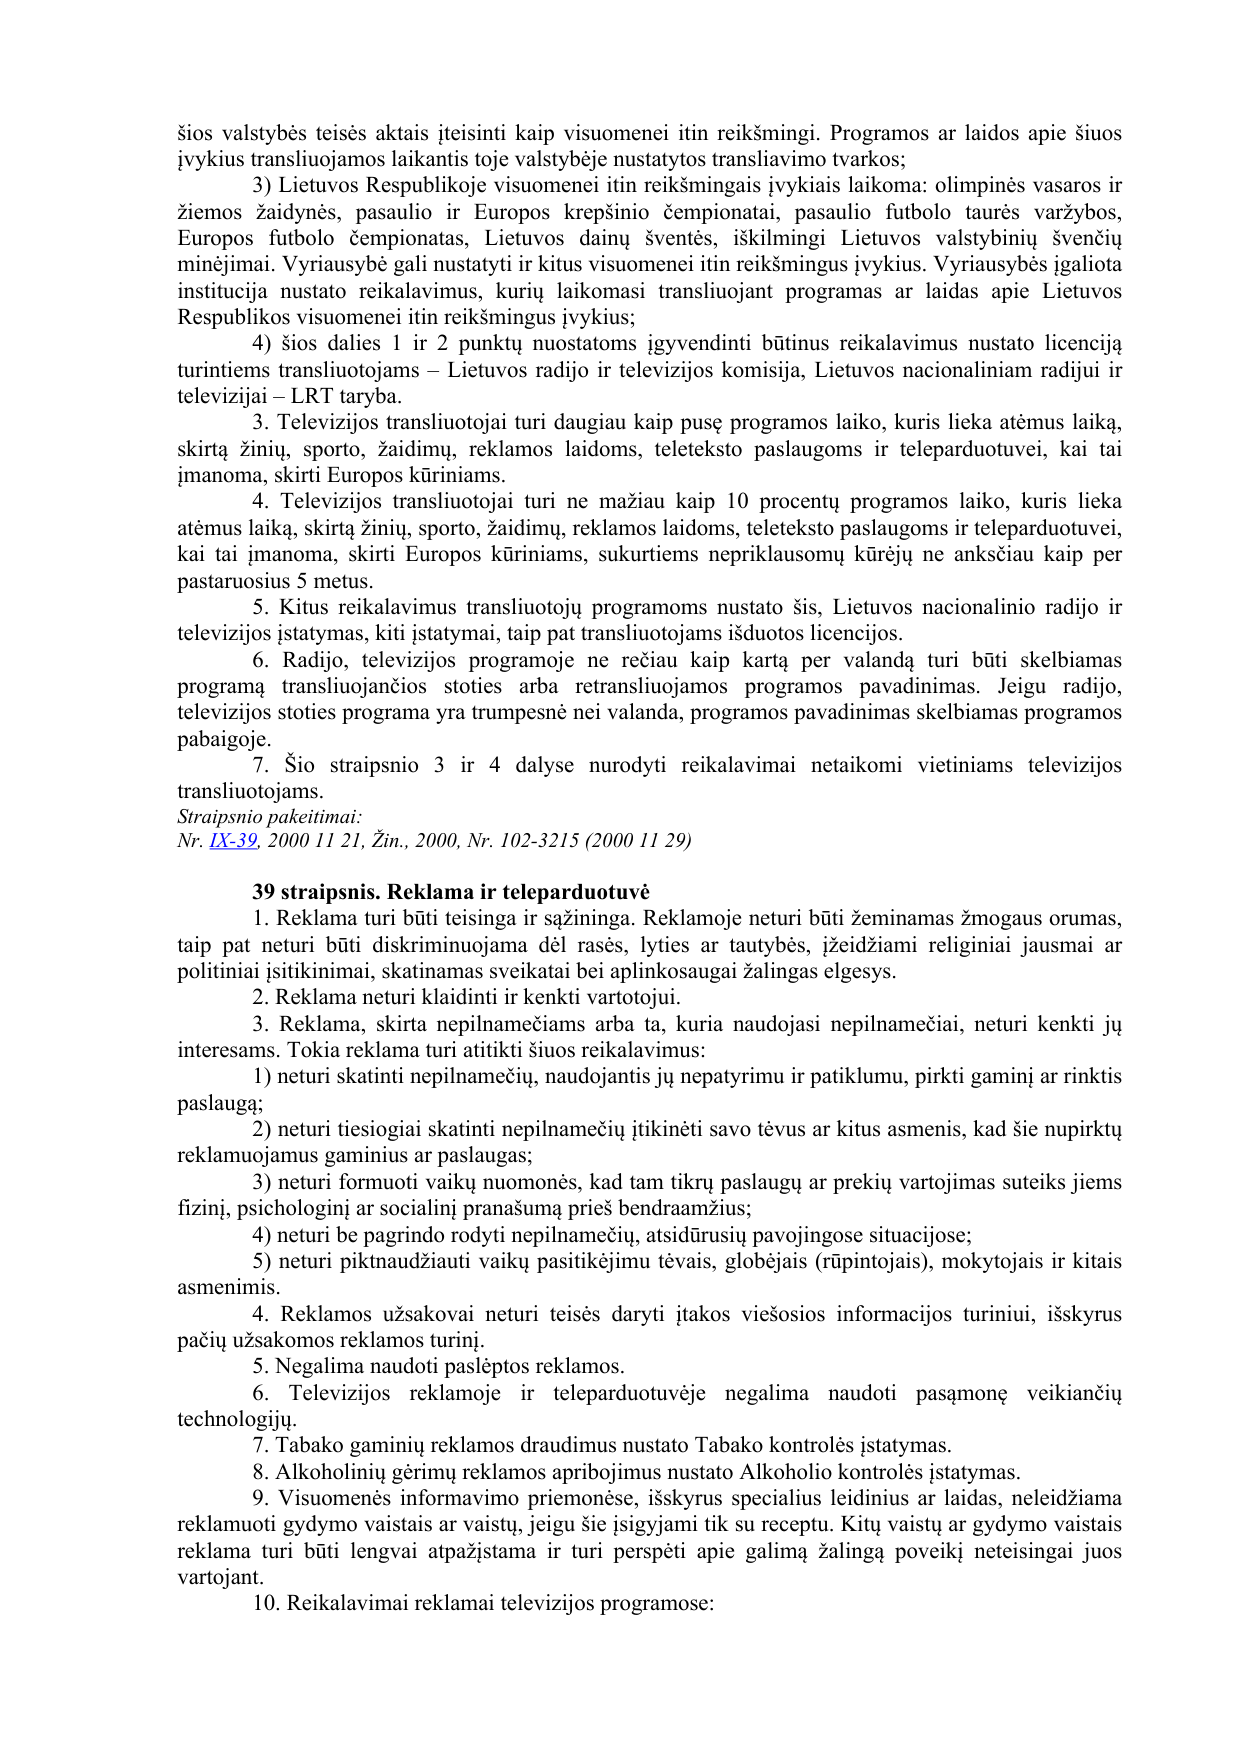 šios valstybės teisės aktais įteisinti kaip visuomenei itin reikšmingi. Programos ar laidos apie šiuos
įvykius transliuojamos laikantis toje valstybėje nustatytos transliavimo tvarkos;
3) Lietuvos Respublikoje visuomenei itin reikšmingais įvykiais laikoma: olimpinės vasaros ir
žiemos žaidynės, pasaulio ir Europos krepšinio čempionatai, pasaulio futbolo taurės varžybos,
Europos futbolo čempionatas, Lietuvos dainų šventės, iškilmingi Lietuvos valstybinių švenčių
minėjimai. Vyriausybė gali nustatyti ir kitus visuomenei itin reikšmingus įvykius. Vyriausybės įgaliota
institucija nustato reikalavimus, kurių laikomasi transliuojant programas ar laidas apie Lietuvos
Respublikos visuomenei itin reikšmingus įvykius;
4) šios dalies 1 ir 2 punktų nuostatoms įgyvendinti būtinus reikalavimus nustato licenciją
turintiems transliuotojams – Lietuvos radijo ir televizijos komisija, Lietuvos nacionaliniam radijui ir
televizijai – LRT taryba.
3. Televizijos transliuotojai turi daugiau kaip pusę programos laiko, kuris lieka atėmus laiką,
skirtą žinių, sporto, žaidimų, reklamos laidoms, teleteksto paslaugoms ir teleparduotuvei, kai tai
įmanoma, skirti Europos kūriniams.
4. Televizijos transliuotojai turi ne mažiau kaip 10 procentų programos laiko, kuris lieka
atėmus laiką, skirtą žinių, sporto, žaidimų, reklamos laidoms, teleteksto paslaugoms ir teleparduotuvei,
kai tai įmanoma, skirti Europos kūriniams, sukurtiems nepriklausomų kūrėjų ne anksčiau kaip per
pastaruosius 5 metus.
5. Kitus reikalavimus transliuotojų programoms nustato šis, Lietuvos nacionalinio radijo ir
televizijos įstatymas, kiti įstatymai, taip pat transliuotojams išduotos licencijos.
6. Radijo, televizijos programoje ne rečiau kaip kartą per valandą turi būti skelbiamas
programą transliuojančios stoties arba retransliuojamos programos pavadinimas. Jeigu radijo,
televizijos stoties programa yra trumpesnė nei valanda, programos pavadinimas skelbiamas programos
pabaigoje.
7. Šio straipsnio 3 ir 4 dalyse nurodyti reikalavimai netaikomi vietiniams televizijos
transliuotojams.
Straipsnio pakeitimai:
Nr. IX-39, 2000 11 21, Žin., 2000, Nr. 102-3215 (2000 11 29)
39 straipsnis. Reklama ir teleparduotuvė
1. Reklama turi būti teisinga ir sąžininga. Reklamoje neturi būti žeminamas žmogaus orumas,
taip pat neturi būti diskriminuojama dėl rasės, lyties ar tautybės, įžeidžiami religiniai jausmai ar
politiniai įsitikinimai, skatinamas sveikatai bei aplinkosaugai žalingas elgesys.
2. Reklama neturi klaidinti ir kenkti vartotojui.
3. Reklama, skirta nepilnamečiams arba ta, kuria naudojasi nepilnamečiai, neturi kenkti jų
interesams. Tokia reklama turi atitikti šiuos reikalavimus:
1) neturi skatinti nepilnamečių, naudojantis jų nepatyrimu ir patiklumu, pirkti gaminį ar rinktis
paslaugą;
2) neturi tiesiogiai skatinti nepilnamečių įtikinėti savo tėvus ar kitus asmenis, kad šie nupirktų
reklamuojamus gaminius ar paslaugas;
3) neturi formuoti vaikų nuomonės, kad tam tikrų paslaugų ar prekių vartojimas suteiks jiems
fizinį, psichologinį ar socialinį pranašumą prieš bendraamžius;
4) neturi be pagrindo rodyti nepilnamečių, atsidūrusių pavojingose situacijose;
5) neturi piktnaudžiauti vaikų pasitikėjimu tėvais, globėjais (rūpintojais), mokytojais ir kitais
asmenimis.
4. Reklamos užsakovai neturi teisės daryti įtakos viešosios informacijos turiniui, išskyrus
pačių užsakomos reklamos turinį.
5. Negalima naudoti paslėptos reklamos.
6. Televizijos reklamoje ir teleparduotuvėje negalima naudoti pasąmonę veikiančių
technologijų.
7. Tabako gaminių reklamos draudimus nustato Tabako kontrolės įstatymas.
8. Alkoholinių gėrimų reklamos apribojimus nustato Alkoholio kontrolės įstatymas.
9. Visuomenės informavimo priemonėse, išskyrus specialius leidinius ar laidas, neleidžiama
reklamuoti gydymo vaistais ar vaistų, jeigu šie įsigyjami tik su receptu. Kitų vaistų ar gydymo vaistais
reklama turi būti lengvai atpažįstama ir turi perspėti apie galimą žalingą poveikį neteisingai juos
vartojant.
10. Reikalavimai reklamai televizijos programose: